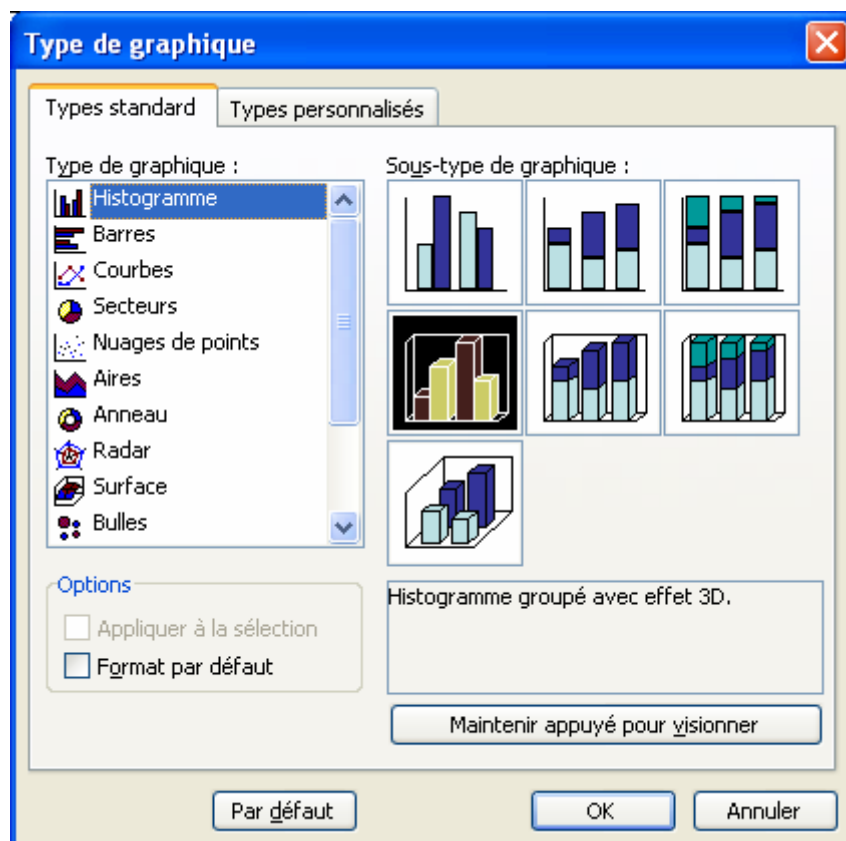 Type de graphique
Types standard
Types personnalisés
Type de graphique :
Histogramme
Barres
Courbes
Secteurs
Nuages de points
Aires
Anneau
Radar
Surface
Bulles
Sous-type de graphique :
Options
Appliquer à la sélection
Format par défaut
Histogramme groupé avec effet 3D.
Maintenir appuyé pour visionner
Par défaut
OK
Annuler